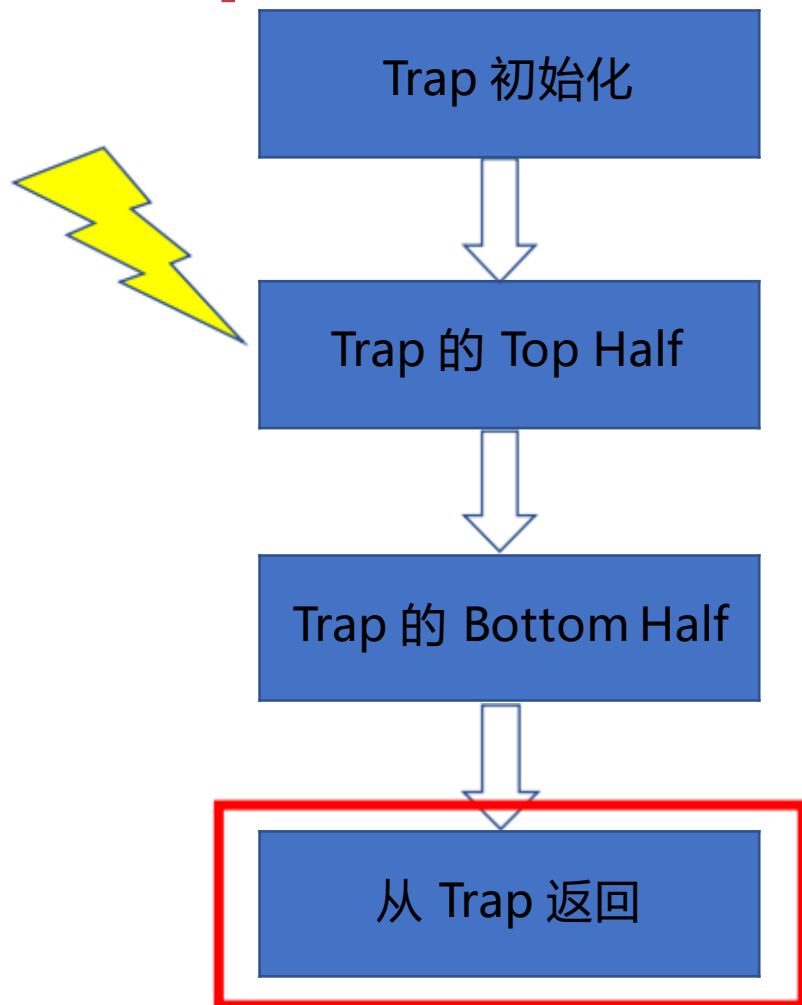 Trap 初始化
Trap 的 Top Half
Trap 的 Bottom Half
从 Trap 返回